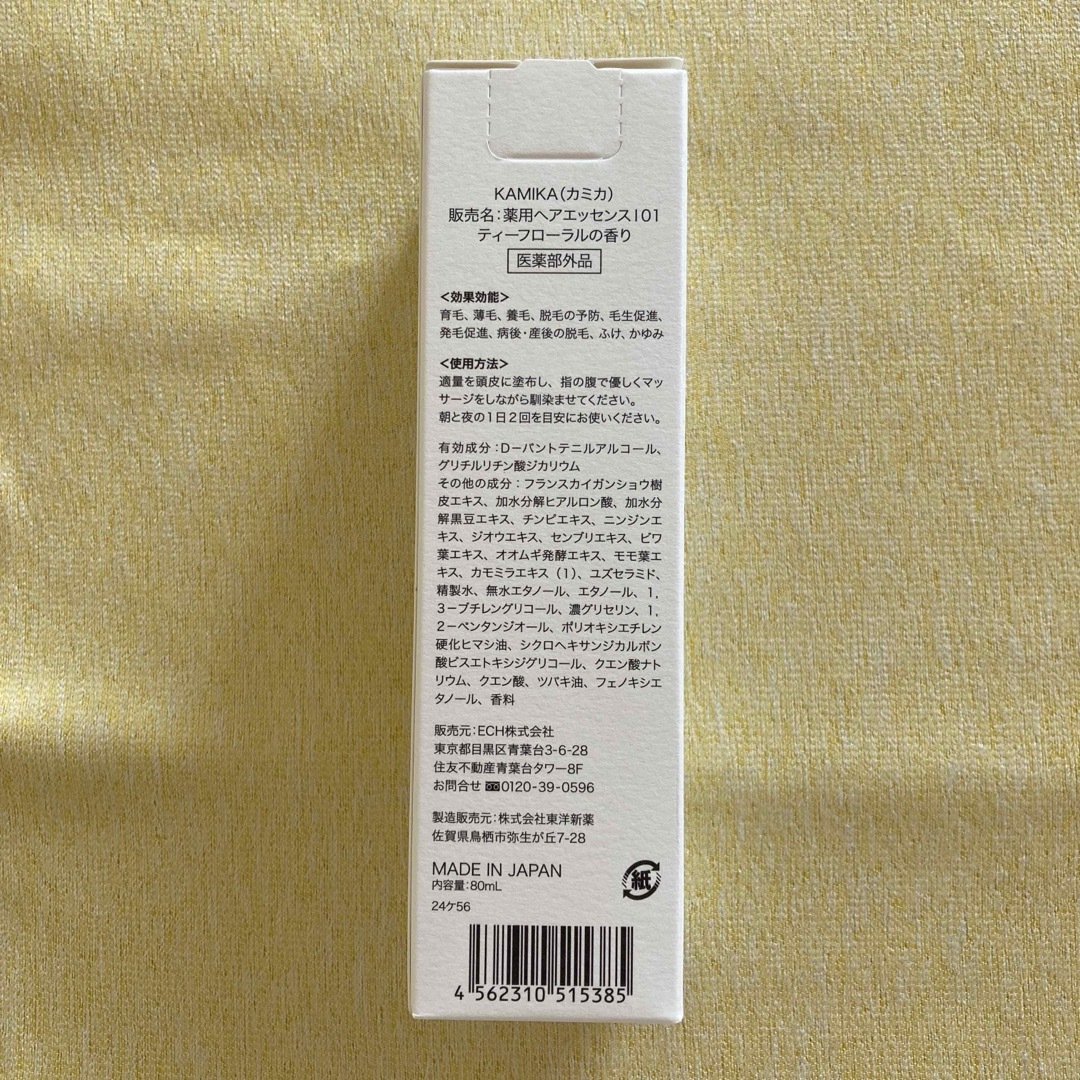 KAMIKA(カミカ)
販売名:薬用ヘアエッセンス101
ティーフローラルの香り
医薬部外品
<効果効能>
育毛、薄毛、養毛、脱毛の予防、毛生促進、
発毛促進、病後・産後の脱毛、ふけ、かゆみ
<使用方法>
適量を頭皮に塗布し、指の腹で優しくマッ
サージをしながら馴染ませてください。
朝と夜の1日2回を目安にお使いください。
有効成分:D−パントテニルアルコール、
グリチルリチン酸ジカリウム
その他の成分:フランスカイガンショウ樹
皮エキス、加水分解ヒアルロン酸、加水分
解黒豆エキス、チンピエキス、ニンジンエ
キス、ジオウエキス、センブリエキス、ビワ
葉エキス、オオムギ発酵エキス、モモ葉エ
キス、カモミラエキス(1)、ユズセラミド、
精製水、無水エタノール、エタノール、1,
3−ブチレングリコール、濃グリセリン、1,
2−ペンタンジオール、ポリオキシエチレン
硬化ヒマシ油、シクロヘキサンジカルボン
酸ビスエトキシジグリコール、クエン酸ナト
リウム、クエン酸、ツバキ油、フェノキシエ
タノール、香料
販売元:ECH株式会社
東京都目黒区青葉台3-6-28
住友不動産青葉台タワー8F
お問合せ 0120-39-0596
製造販売元:株式会社東洋新薬
佐賀県鳥栖市弥生が丘7-28
MADE IN JAPAN
内容量:80mL
紙
24ケ56
4 562310 515385